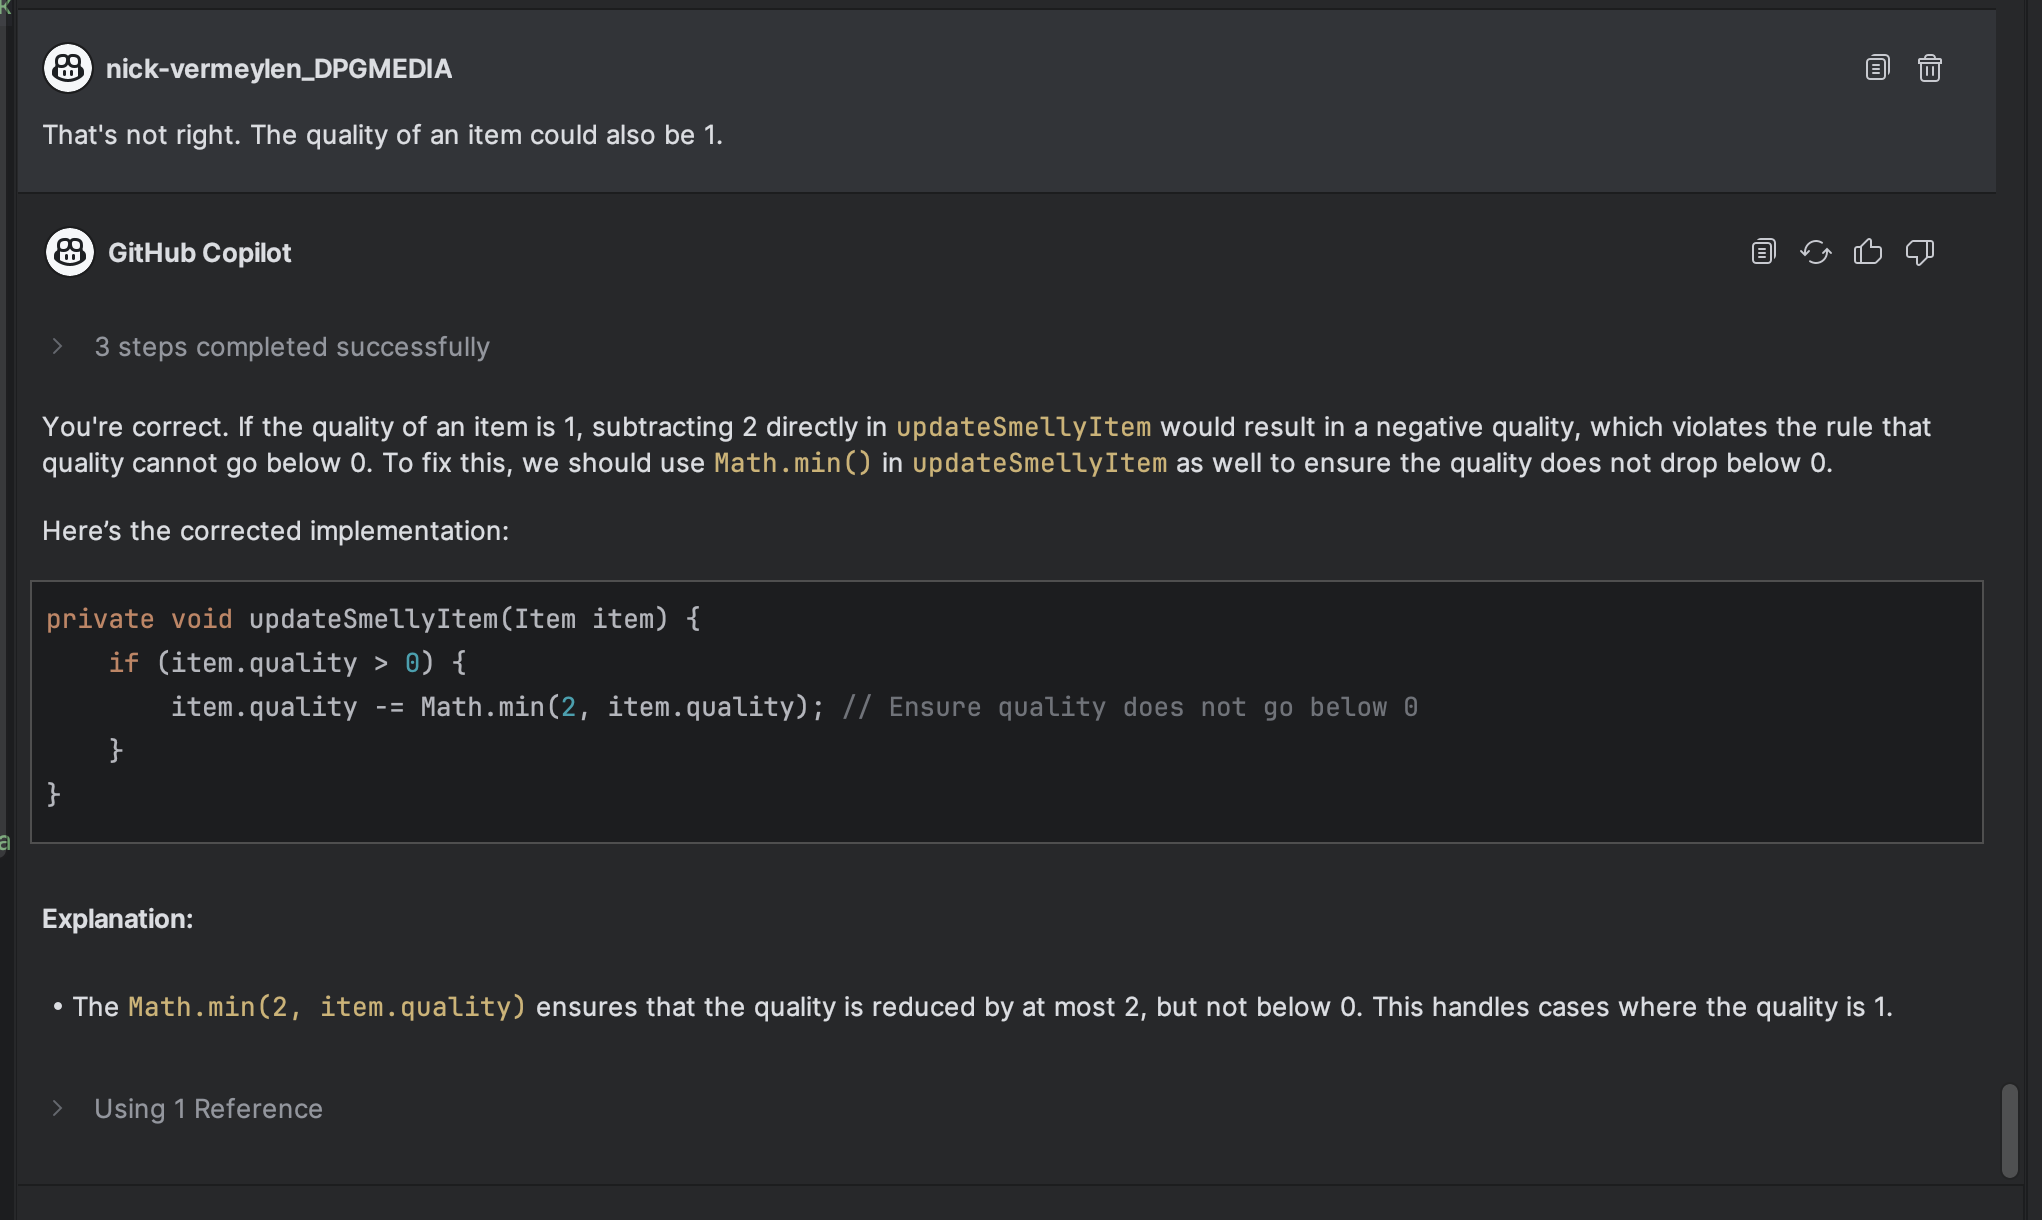 nick-vermeylen_DPGMEDIA
That's not right. The quality of an item could also be 1.
GitHub Copilot
3 steps completed successfully
You're correct. If the quality of an item is 1, subtracting 2 directly in updateSmellyItem would result in a negative quality, which violates the rule that
quality cannot go below 0. To fix this, we should use Math.min() in updateSmellyItem as well to ensure the quality does not drop below 0.
Here’s the corrected implementation:
private void updateSmellyItem(Item item) {
    if (item.quality > 0) {
        item.quality -= Math.min(2, item.quality); // Ensure quality does not go below 0
    }
}
Explanation:
• The Math.min(2, item.quality) ensures that the quality is reduced by at most 2, but not below 0. This handles cases where the quality is 1.
Using 1 Reference